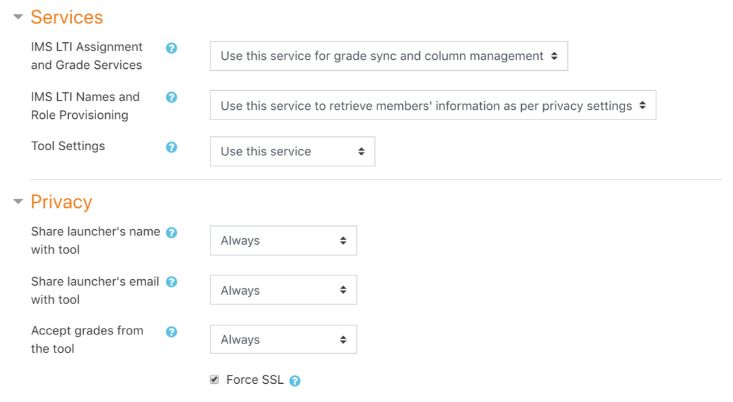 Services
IMS LTI Assignment
and Grade Services
Use this service for grade sync and column management
IMS LTI Names and
Role Provisioning
Use this service to retrieve members' information as per privacy settings
Tool Settings
Use this service
Privacy
Share launcher's name
with tool
Always
Share launcher's email
with tool
Always
Accept grades from
the tool
Always
Force SSL